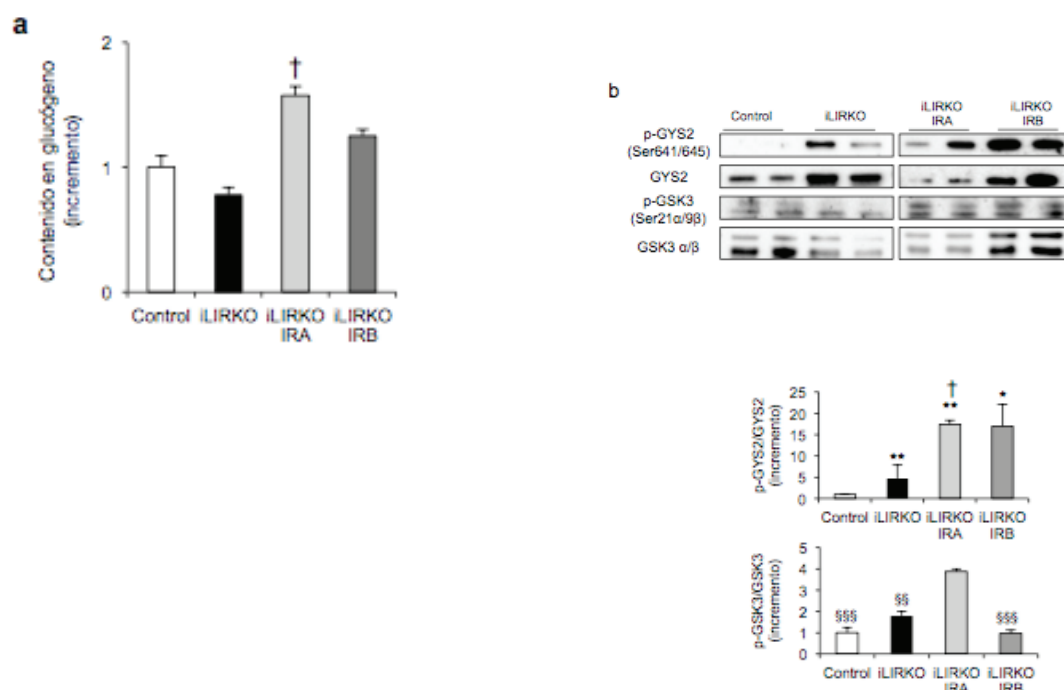 a
2
1
0
Contenido en glucógeno
(incremento)
†
Control iLIRKO iLIRKO iLIRKO
IRA IRB
b
Control iLIRKO iLIRKO iLIRKO
IRA IRB
p-GYS2
(Ser641/645)
GYS2
p-GSK3
(Ser21α/9β)
GSK3 α/β
p-GYS2/GYS2
(incremento)
25
20
15
10
5
0
** † ** *
Control iLIRKO iLIRKO iLIRKO
IRA IRB
p-GSK3/GSK3
(incremento)
5
4
3
2
1
0
§§§ §§ §§§
Control iLIRKO iLIRKO iLIRKO
IRA IRB